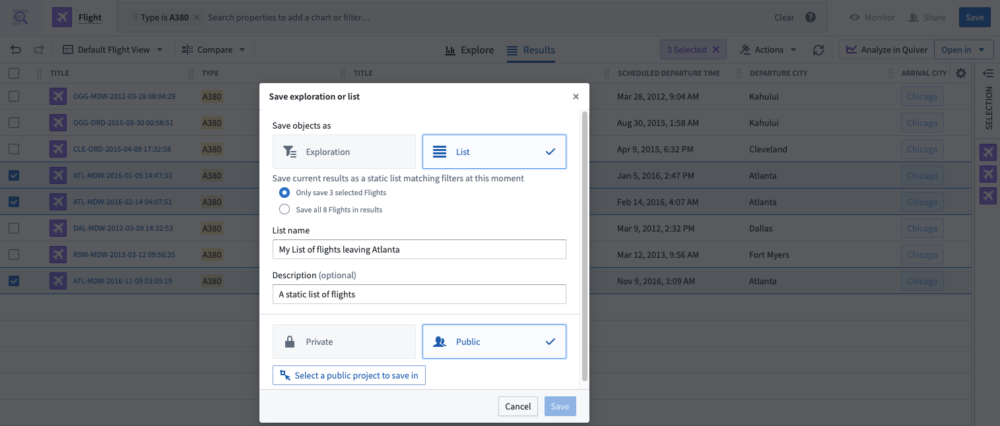 Flight Type is A380 Search properties to add a chart or filter… Clear Monitor Share Save
Default Flight View Compare Explore Results 3 Selected Actions Analyze in Quiver Open in
TITLE TYPE TITLE SCHEDULED DEPARTURE TIME DEPARTURE CITY ARRIVAL CITY
OGG-MDW-2012-03-28 08:04:29 A380 Mar 28, 2012, 9:04 AM Kahului Chicago
OGG-ORD-2015-08-30 00:58:51 A380 Aug 30, 2015, 1:58 AM Kahului Chicago
CLE-ORD-2015-04-09 17:32:58 A380 Apr 9, 2015, 6:32 PM Cleveland Chicago
ATL-MDW-2016-01-05 14:47:33 A380 Jan 5, 2016, 2:47 PM Atlanta Chicago
ATL-MDW-2016-02-14 04:07:51 A380 Feb 14, 2016, 4:07 AM Atlanta Chicago
DAL-MDW-2012-03-09 14:32:53 A380 Mar 9, 2012, 2:32 PM Dallas Chicago
RSW-MDW-2013-03-12 09:56:35 A380 Mar 12, 2013, 9:56 AM Fort Myers Chicago
ATL-MDW-2016-11-09 03:09:19 A380 Nov 9, 2016, 3:09 AM Atlanta Chicago
SELECTION
Save exploration or list
Save objects as
Exploration List
Save current results as a static list matching filters at this moment
Only save 3 selected Flights
Save all 8 Flights in results
List name
My List of flights leaving Atlanta
Description (optional)
A static list of flights
Private Public
Select a public project to save in
Cancel Save